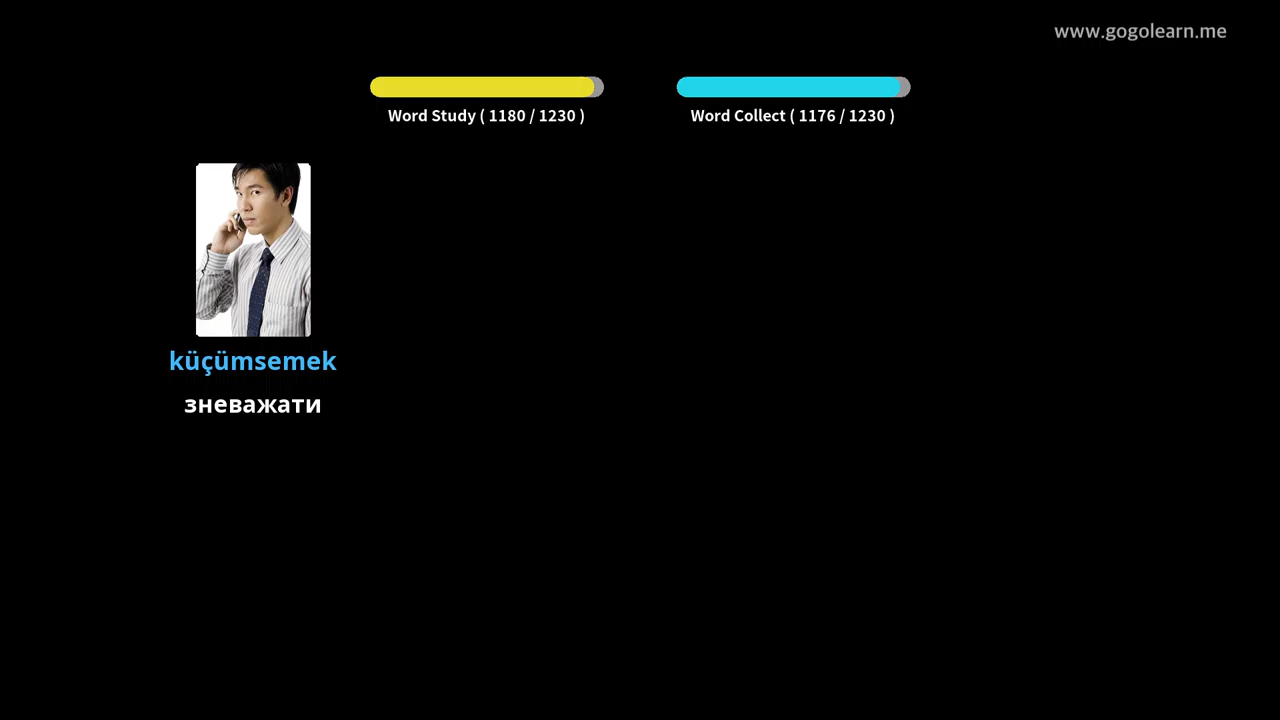 www.gogolearn.me
Word Study ( 1180 / 1230 )
Word Collect ( 1176 / 1230 )
küçümsemek
зневажати